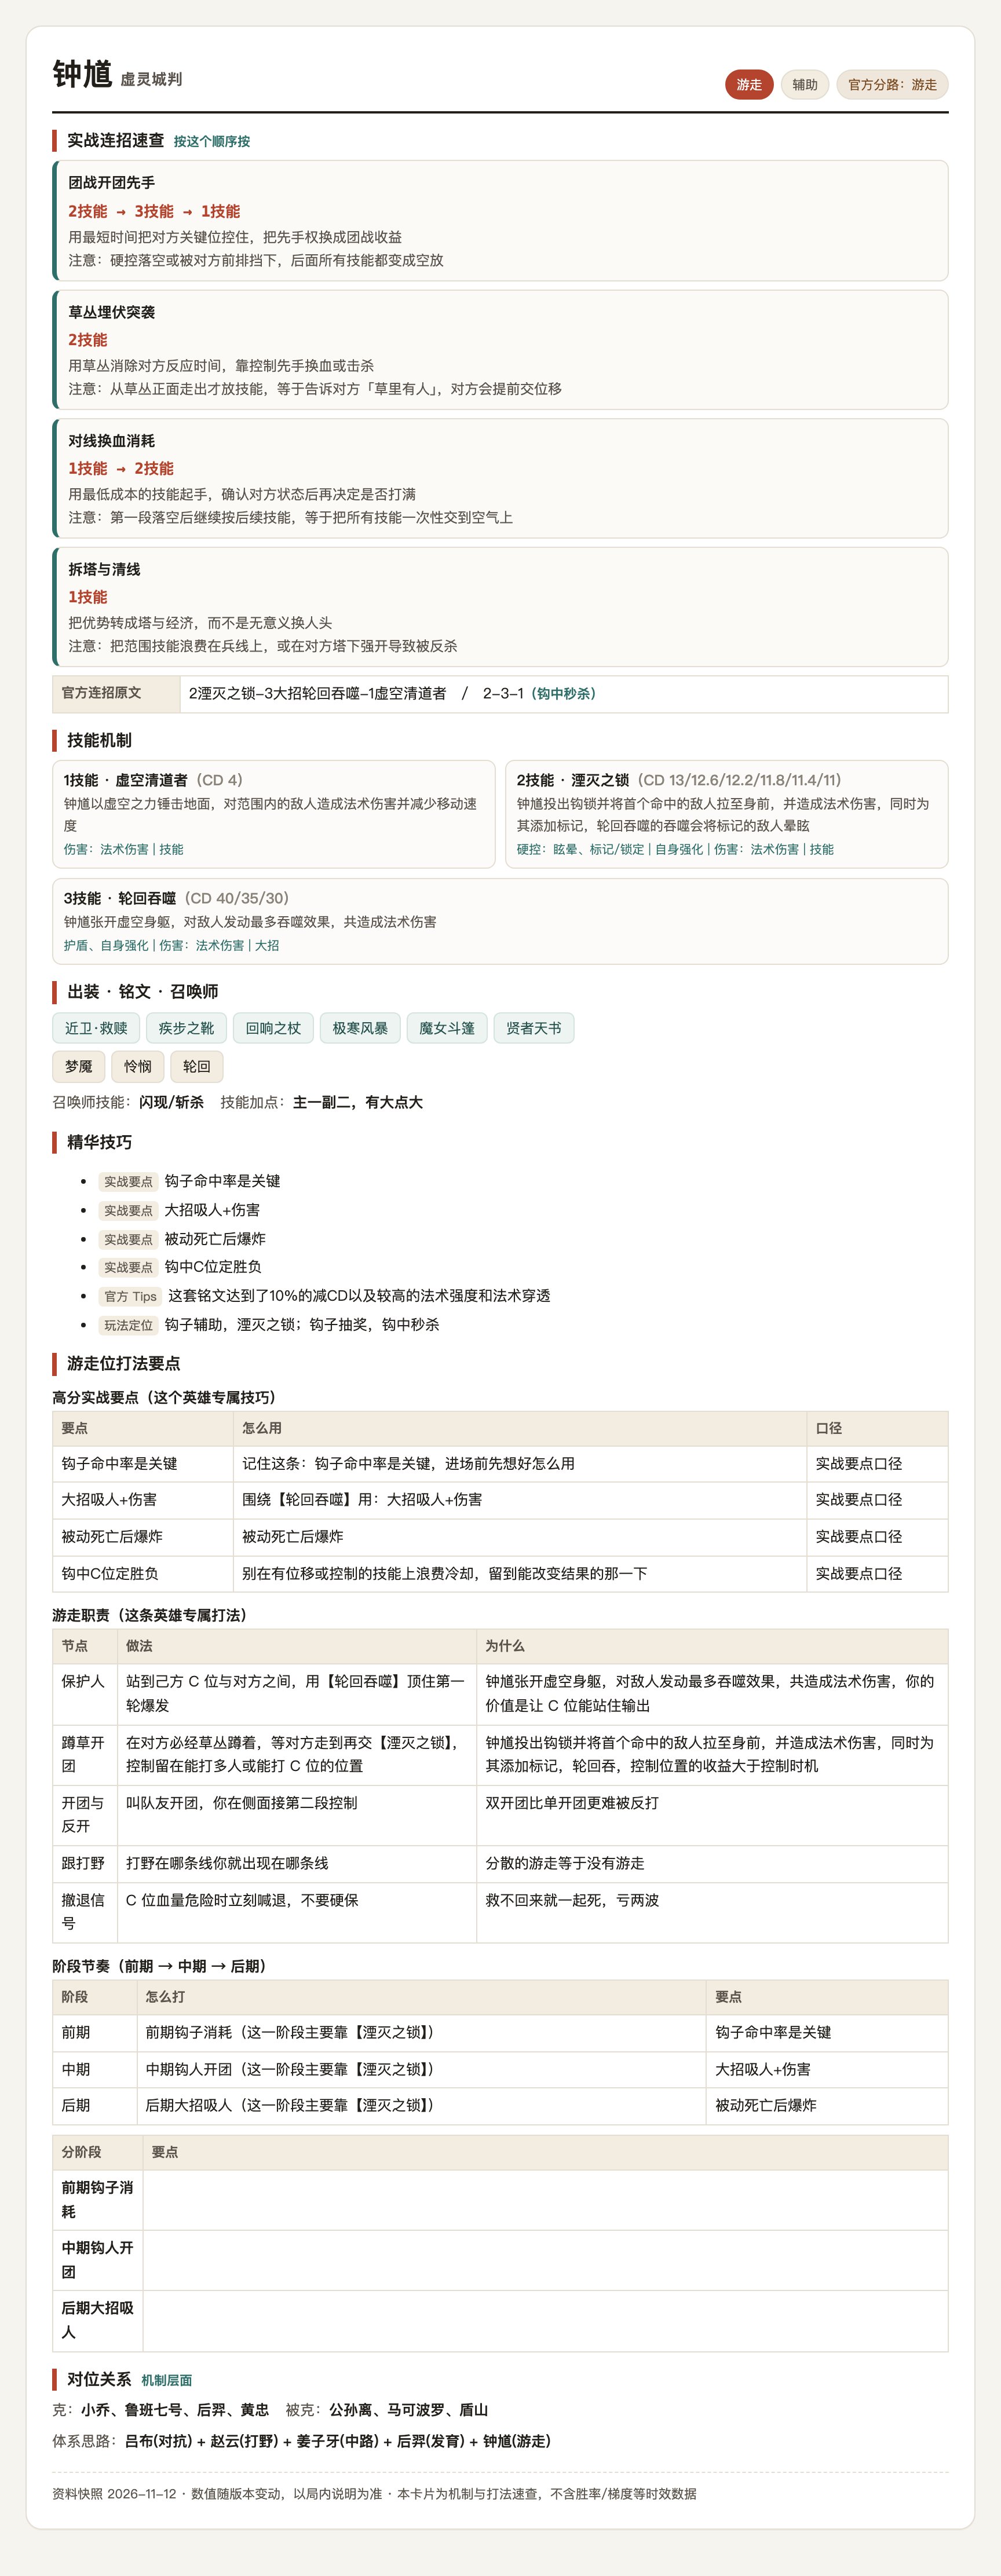 钟馗 虚灵城判
游走 辅助 官方分路：游走
实战连招速查 按这个顺序按
团战开团先手
2技能 → 3技能 → 1技能
用最短时间把对方关键位控住，把先手权换成团战收益
注意：硬控落空或被对方前排挡下，后面所有技能都变成空放
草丛埋伏突袭
2技能
用草丛消除对方反应时间，靠控制先手换血或击杀
注意：从草丛正面走出才放技能，等于告诉对方「草里有人」，对方会提前交位移
对线换血消耗
1技能 → 2技能
用最低成本的技能起手，确认对方状态后再决定是否打满
注意：第一段落空后继续按后续技能，等于把所有技能一次性交到空气上
拆塔与清线
1技能
把优势转成塔与经济，而不是无意义换人头
注意：把范围技能浪费在兵线上，或在对方塔下强开导致被反杀
官方连招原文 2湮灭之锁-3大招轮回吞噬-1虚空清道者 / 2-3-1（钩中秒杀）
技能机制
1技能 · 虚空清道者（CD 4）
钟馗以虚空之力锤击地面，对范围内的敌人造成法术伤害并减少移动速
度
伤害：法术伤害 | 技能
2技能 · 湮灭之锁（CD 13/12.6/12.2/11.8/11.4/11）
钟馗投出钩锁并将首个命中的敌人拉至身前，并造成法术伤害，同时为
其添加标记，轮回吞噬的吞噬会将标记的敌人晕眩
硬控：眩晕、标记/锁定 | 自身强化 | 伤害：法术伤害 | 技能
3技能 · 轮回吞噬（CD 40/35/30）
钟馗张开虚空身躯，对敌人发动最多吞噬效果，共造成法术伤害
护盾、自身强化 | 伤害：法术伤害 | 大招
出装 · 铭文 · 召唤师
近卫·救赎 疾步之靴 回响之杖 极寒风暴 魔女斗篷 贤者天书
梦魇 怜悯 轮回
召唤师技能：闪现/斩杀 技能加点：主一副二，有大点大
精华技巧
• 实战要点 钩子命中率是关键
• 实战要点 大招吸人+伤害
• 实战要点 被动死亡后爆炸
• 实战要点 钩中C位定胜负
• 官方 Tips 这套铭文达到了10%的减CD以及较高的法术强度和法术穿透
• 玩法定位 钩子辅助，湮灭之锁；钩子抽奖，钩中秒杀
游走位打法要点
高分实战要点（这个英雄专属技巧）
要点 怎么用 口径
钩子命中率是关键 记住这条：钩子命中率是关键，进场前先想好怎么用 实战要点口径
大招吸人+伤害 围绕【轮回吞噬】用：大招吸人+伤害 实战要点口径
被动死亡后爆炸 被动死亡后爆炸 实战要点口径
钩中C位定胜负 别在有位移或控制的技能上浪费冷却，留到能改变结果的那一下 实战要点口径
游走职责（这条英雄专属打法）
节点 做法 为什么
保护人 站到己方 C 位与对方之间，用【轮回吞噬】顶住第一 钟馗张开虚空身躯，对敌人发动最多吞噬效果，共造成法术伤害，你的
轮爆发 价值是让 C 位能站住输出
蹲草开 在对方必经草丛蹲着，等对方走到再交【湮灭之锁】， 钟馗投出钩锁并将首个命中的敌人拉至身前，并造成法术伤害，同时为
团 控制留在能打多人或能打 C 位的位置 其添加标记，轮回吞，控制位置的收益大于控制时机
开团与 叫队友开团，你在侧面接第二段控制 双开团比单开团更难被反打
反开
跟打野 打野在哪条线你就出现在哪条线 分散的游走等于没有游走
撤退信 C 位血量危险时立刻喊退，不要硬保 救不回来就一起死，亏两波
号
阶段节奏（前期 → 中期 → 后期）
阶段 怎么打 要点
前期 前期钩子消耗（这一阶段主要靠【湮灭之锁】） 钩子命中率是关键
中期 中期钩人开团（这一阶段主要靠【湮灭之锁】） 大招吸人+伤害
后期 后期大招吸人（这一阶段主要靠【湮灭之锁】） 被动死亡后爆炸
分阶段 要点
前期钩子消
耗
中期钩人开
团
后期大招吸
人
对位关系 机制层面
克：小乔、鲁班七号、后羿、黄忠 被克：公孙离、马可波罗、盾山
体系思路：吕布(对抗) + 赵云(打野) + 姜子牙(中路) + 后羿(发育) + 钟馗(游走)
资料快照 2026-11-12 · 数值随版本变动，以局内说明为准 · 本卡片为机制与打法速查，不含胜率/梯度等时效数据